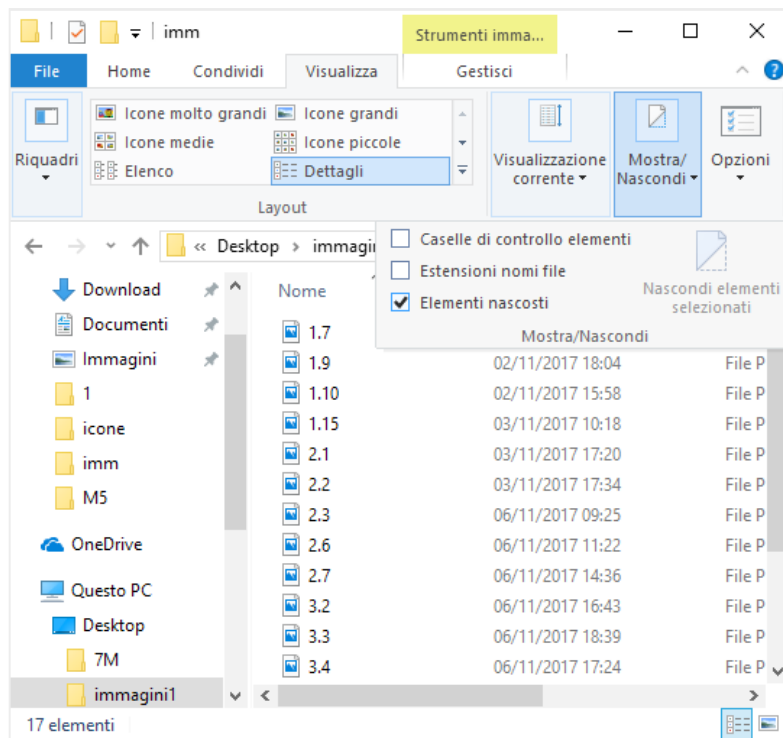 imm
Strumenti imma...
File Home Condividi Visualizza Gestisci
Icone molto grandi Icone grandi
Icone medie Icone piccole
Elenco Dettagli
Riquadri
Layout
Visualizzazione corrente
Mostra/ Nascondi
Opzioni
« Desktop › immagin
Caselle di controllo elementi
Estensioni nomi file
Elementi nascosti
Nascondi elementi
selezionati
Mostra/Nascondi
Download
Documenti
Immagini
1
icone
imm
M5
OneDrive
Questo PC
Desktop
7M
immagini1
Nome
1.7
1.9 02/11/2017 18:04 File P
1.10 02/11/2017 15:58 File P
1.15 03/11/2017 10:18 File P
2.1 03/11/2017 17:20 File P
2.2 03/11/2017 17:34 File P
2.3 06/11/2017 09:25 File P
2.6 06/11/2017 11:22 File P
2.7 06/11/2017 14:36 File P
3.2 06/11/2017 16:43 File P
3.3 06/11/2017 18:39 File P
3.4 06/11/2017 17:24 File P
17 elementi